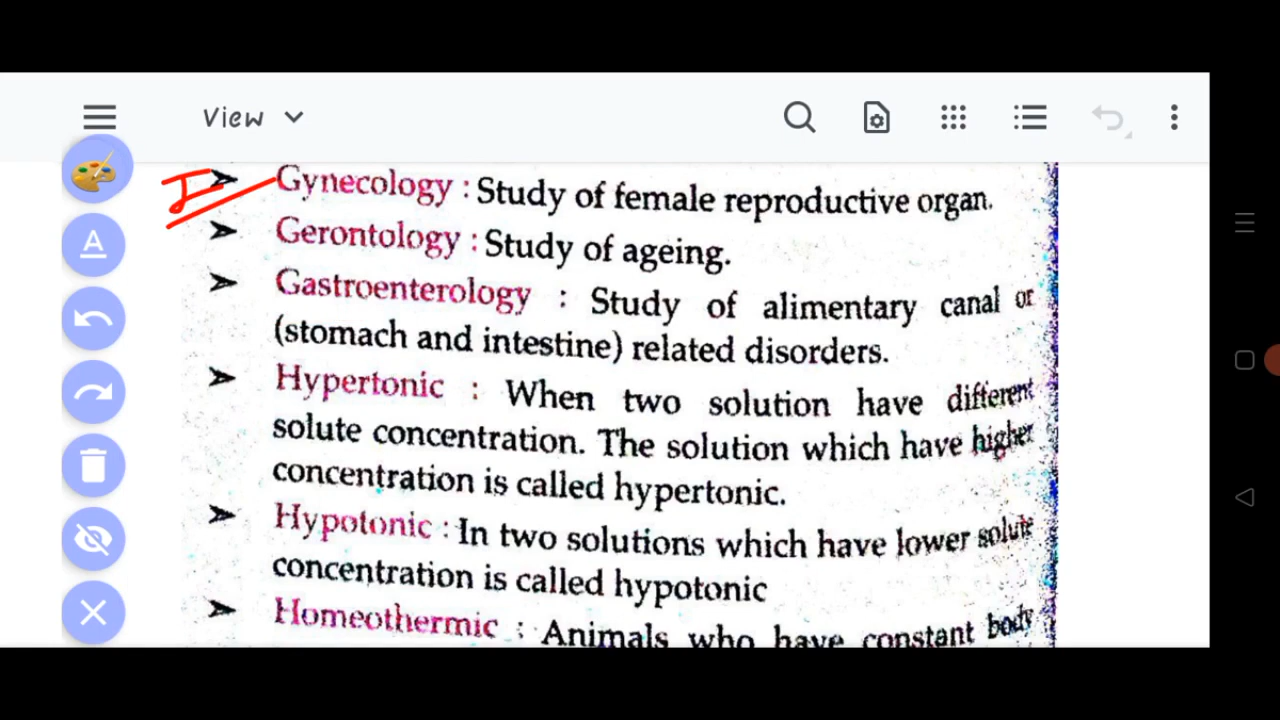 View
➤ Gynecology : Study of female reproductive organ.
➤ Gerontology : Study of ageing.
➤ Gastroenterology : Study of alimentary canal or
(stomach and intestine) related disorders.
➤ Hypertonic : When two solution have different
solute concentration. The solution which have higher
concentration is called hypertonic.
➤ Hypotonic : In two solutions which have lower solute
concentration is called hypotonic
➤ Homeothermic : Animals who have constant body